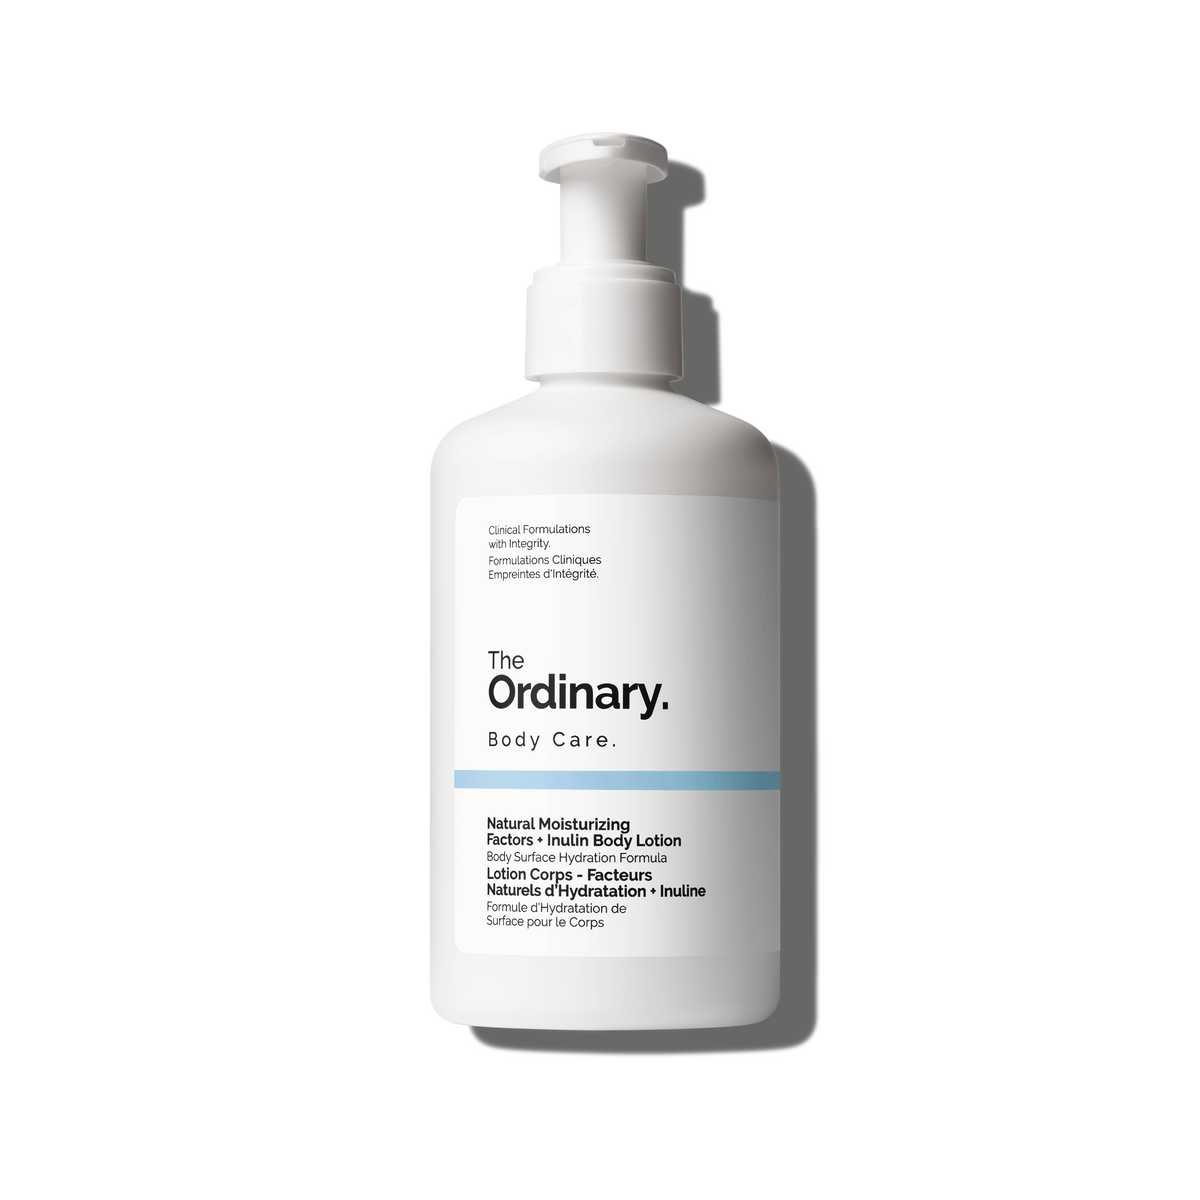 Clinical Formulations
with Integrity.
Formulations Cliniques
Empreintes d'Intégrité.
The
Ordinary.
Body Care.
Natural Moisturizing
Factors + Inulin Body Lotion
Body Surface Hydration Formula
Lotion Corps - Facteurs
Naturels d'Hydratation + Inuline
Formule d'Hydratation de
Surface pour le Corps